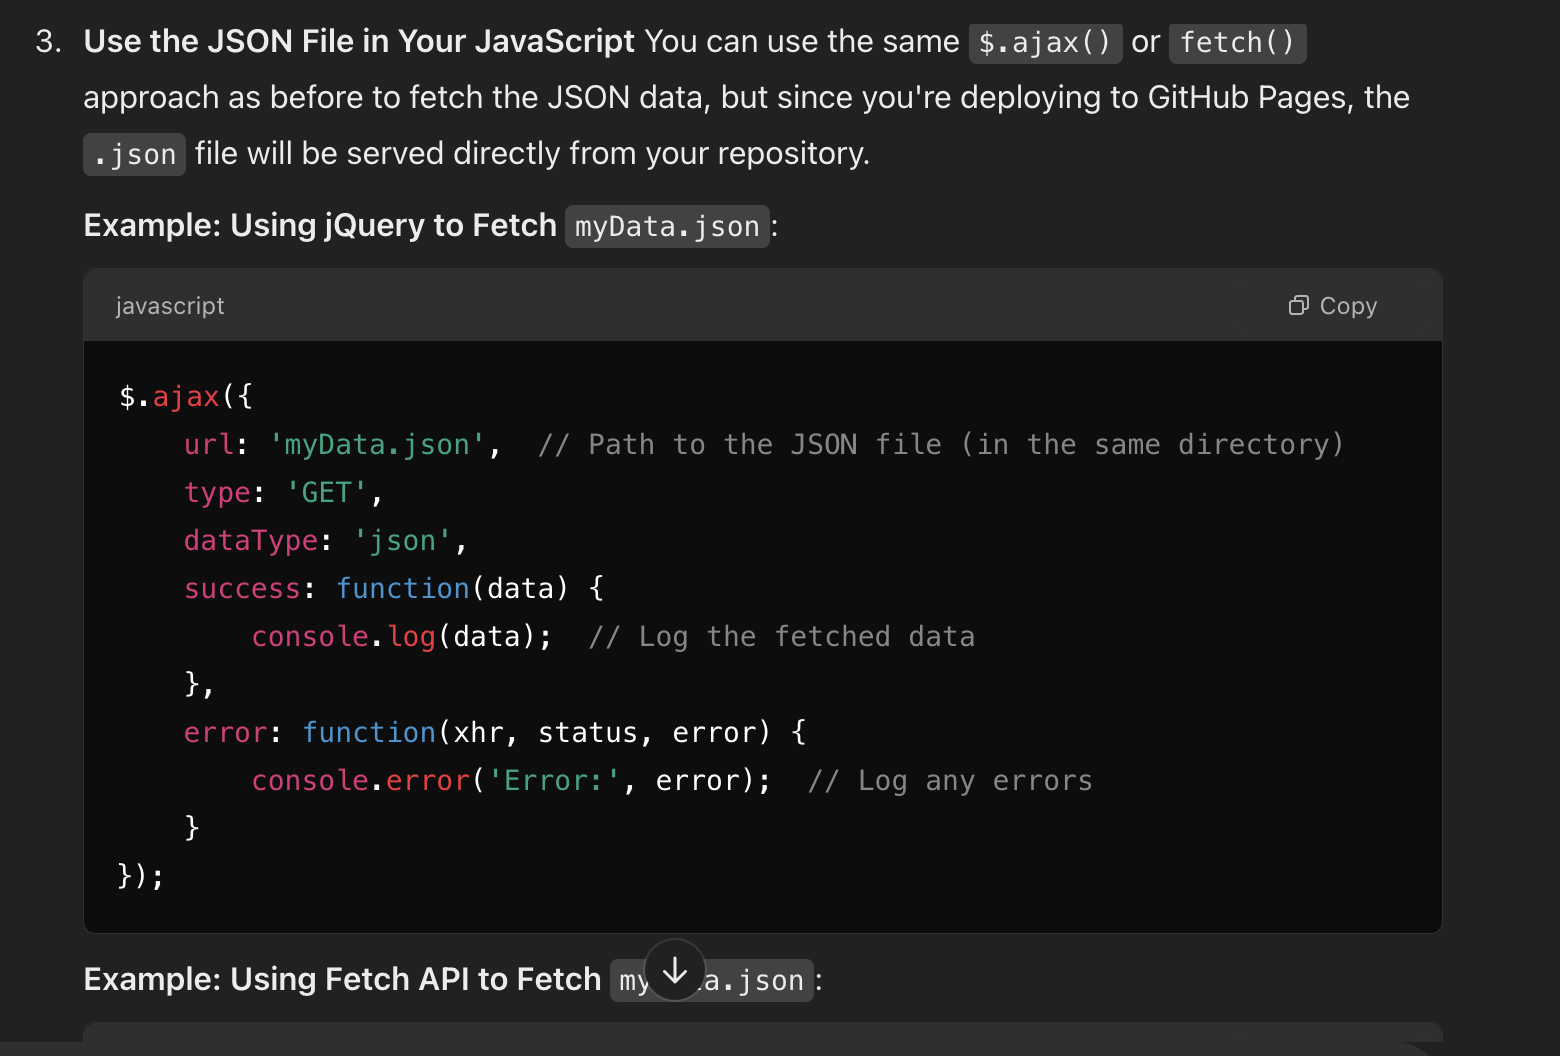 3. Use the JSON File in Your JavaScript You can use the same $.ajax() or fetch()
approach as before to fetch the JSON data, but since you're deploying to GitHub Pages, the
.json file will be served directly from your repository.
Example: Using jQuery to Fetch myData.json:
javascript Copy
$.ajax({
    url: 'myData.json',  // Path to the JSON file (in the same directory)
    type: 'GET',
    dataType: 'json',
    success: function(data) {
        console.log(data);  // Log the fetched data
    },
    error: function(xhr, status, error) {
        console.error('Error:', error);  // Log any errors
    }
});
Example: Using Fetch API to Fetch